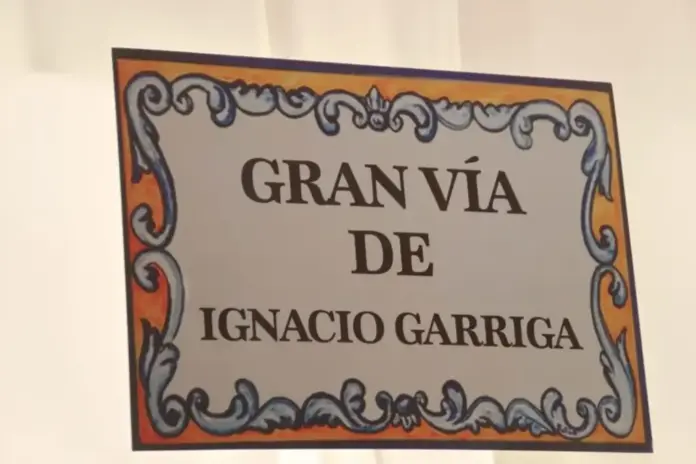 GRAN VÍA
DE
IGNACIO GARRIGA